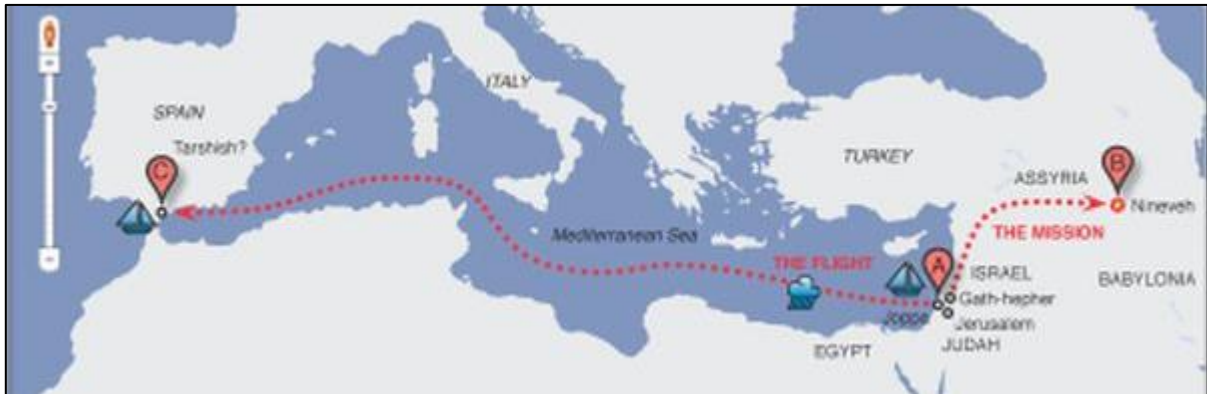 ITALY
SPAIN
Tarshish?
C
TURKEY
B
ASSYRIA
Nineveh
Mediterranean Sea
THE MISSION
THE FLIGHT
A
ISRAEL
BABYLONIA
Gath-hepher
Joppa
Jerusalem
EGYPT
JUDAH